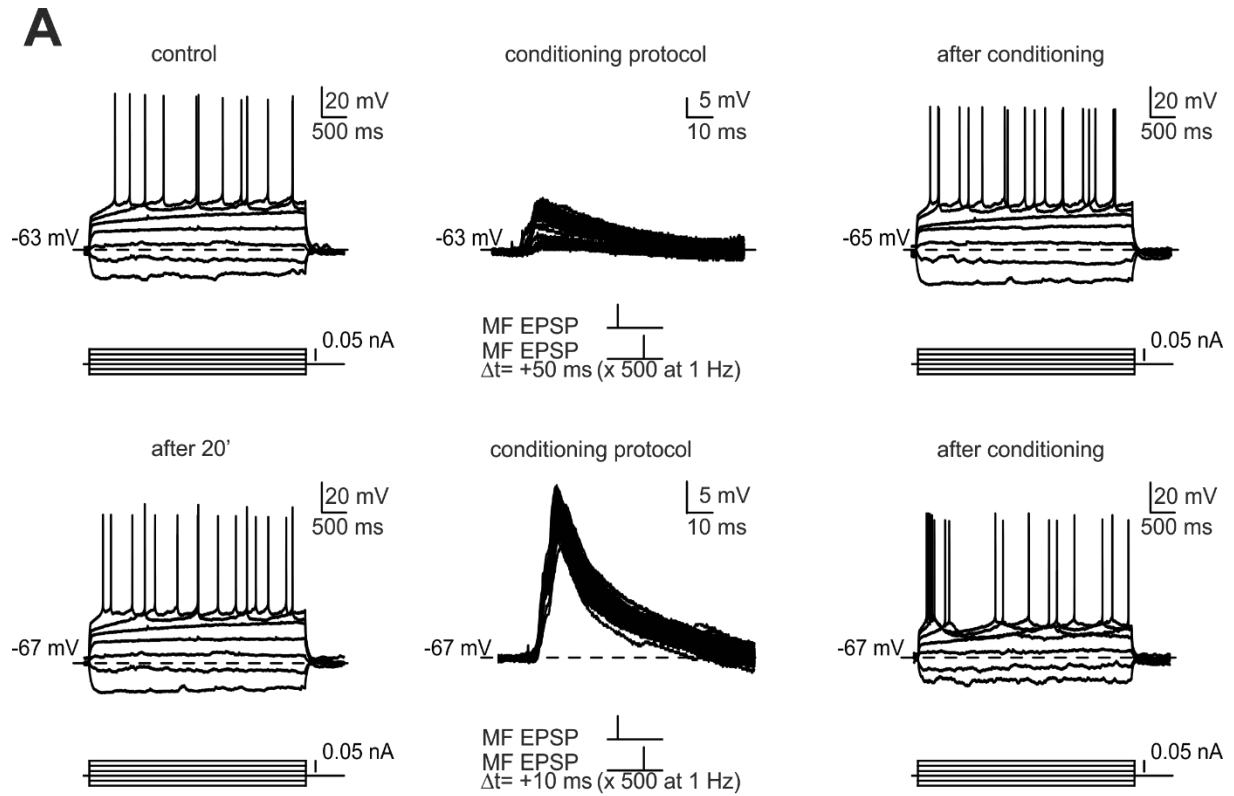 A
control
conditioning protocol
after conditioning
20 mV
500 ms
5 mV
10 ms
20 mV
500 ms
-63 mV
-63 mV
-65 mV
MF EPSP
MF EPSP
Δt= +50 ms (x 500 at 1 Hz)
0.05 nA
0.05 nA
after 20'
conditioning protocol
after conditioning
20 mV
500 ms
5 mV
10 ms
20 mV
500 ms
-67 mV
-67 mV
-67 mV
MF EPSP
MF EPSP
Δt= +10 ms (x 500 at 1 Hz)
0.05 nA
0.05 nA